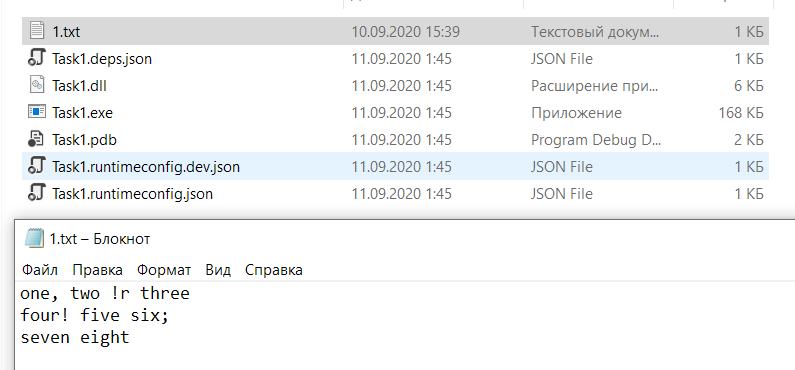 1.txt 10.09.2020 15:39 Текстовый докум... 1 КБ
Task1.deps.json 11.09.2020 1:45 JSON File 1 КБ
Task1.dll 11.09.2020 1:45 Расширение при... 6 КБ
Task1.exe 11.09.2020 1:45 Приложение 168 КБ
Task1.pdb 11.09.2020 1:45 Program Debug D... 2 КБ
Task1.runtimeconfig.dev.json 11.09.2020 1:45 JSON File 1 КБ
Task1.runtimeconfig.json 11.09.2020 1:45 JSON File 1 КБ
1.txt – Блокнот
Файл Правка Формат Вид Справка
one, two !r three
four! five six;
seven eight